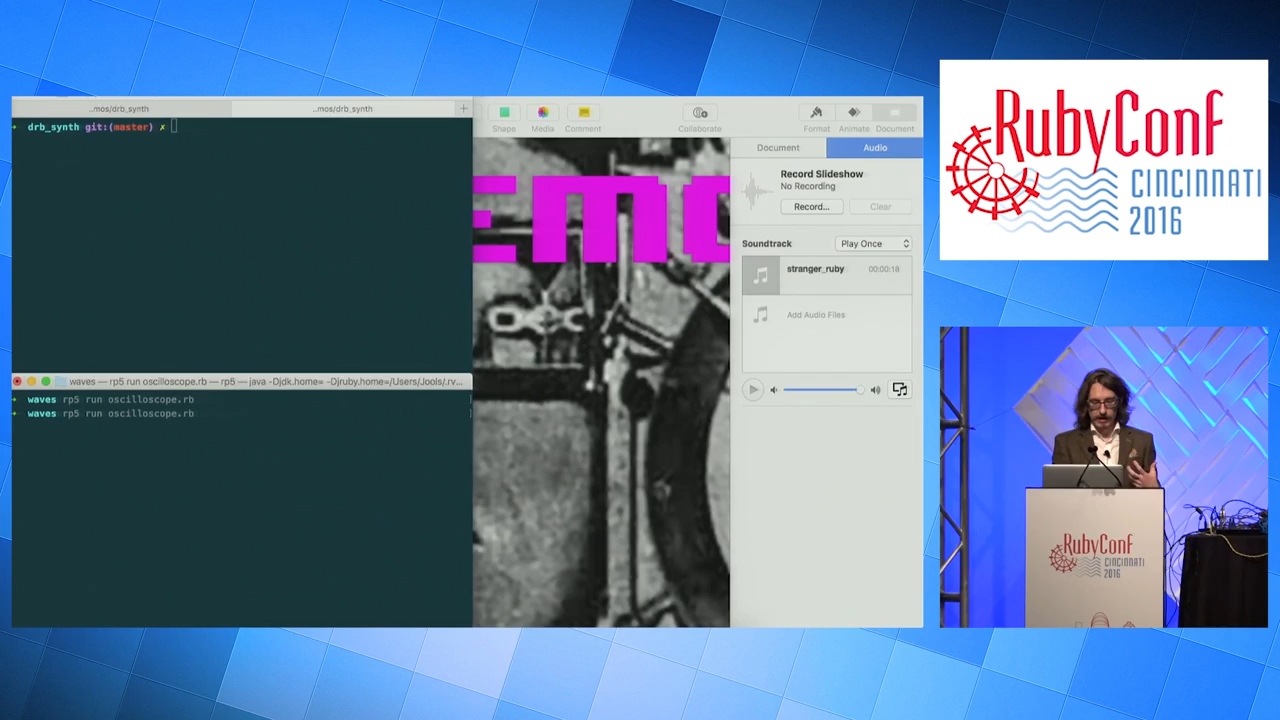 ..mos/drb_synth
..mos/drb_synth
+
drb_synth git:(master) ✗
waves — rp5 run oscilloscope.rb — rp5 — java -Djdk.home= -Djruby.home=/Users/Jools/.rv...
waves rp5 run oscilloscope.rb
waves rp5 run oscilloscope.rb
Shape
Media
Comment
Collaborate
Format
Animate
Document
EMO
Document
Audio
Record Slideshow
No Recording
Record...
Clear
Soundtrack
Play Once
stranger_ruby
00:00:18
Add Audio Files
RubyConf
CINCINNATI
2016
RubyConf
CINCINNATI
2016